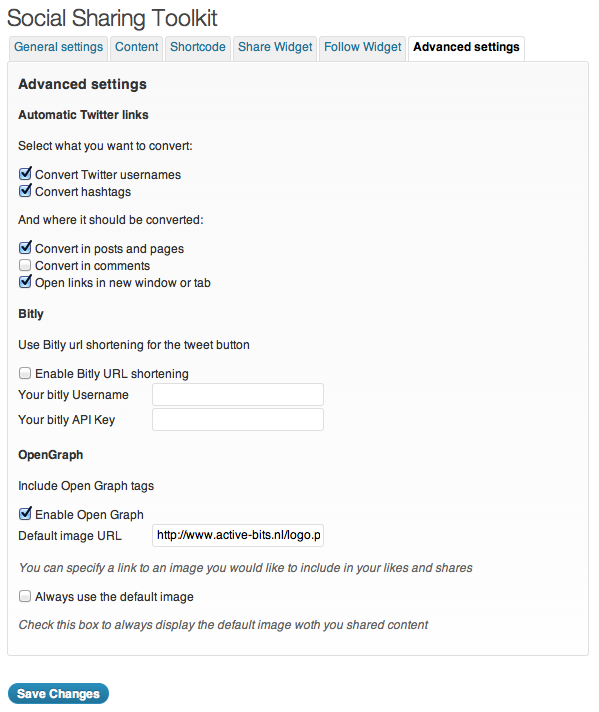 Social Sharing Toolkit
General settings Content Shortcode Share Widget Follow Widget Advanced settings
Advanced settings
Automatic Twitter links
Select what you want to convert:
Convert Twitter usernames
Convert hashtags
And where it should be converted:
Convert in posts and pages
Convert in comments
Open links in new window or tab
Bitly
Use Bitly url shortening for the tweet button
Enable Bitly URL shortening
Your bitly Username
Your bitly API Key
OpenGraph
Include Open Graph tags
Enable Open Graph
Default image URL http://www.active-bits.nl/logo.p
You can specify a link to an image you would like to include in your likes and shares
Always use the default image
Check this box to always display the default image woth you shared content
Save Changes